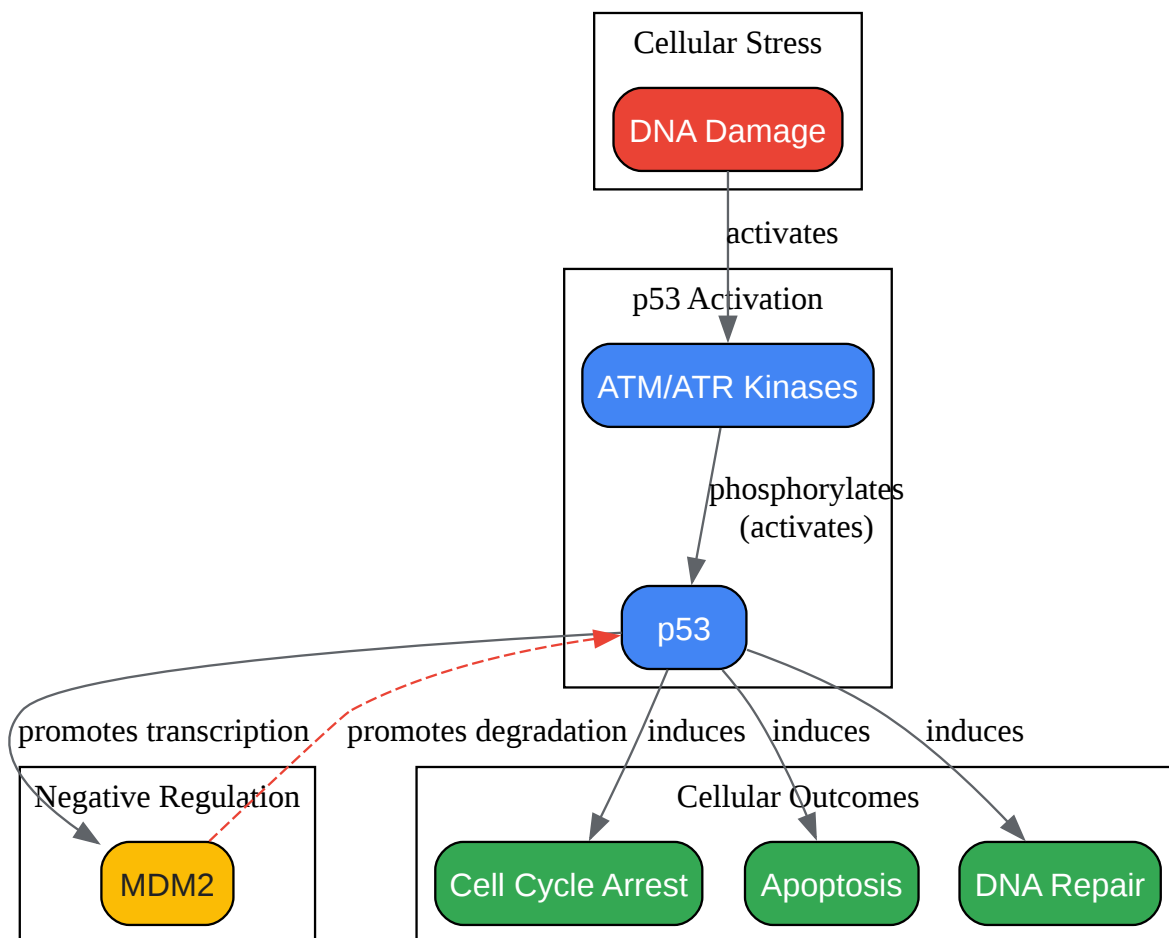 Cellular Stress
DNA Damage
activates
p53 Activation
ATM/ATR Kinases
phosphorylates
(activates)
p53
promotes transcription
promotes degradation
induces
induces
induces
Negative Regulation
Cellular Outcomes
MDM2
Cell Cycle Arrest
Apoptosis
DNA Repair